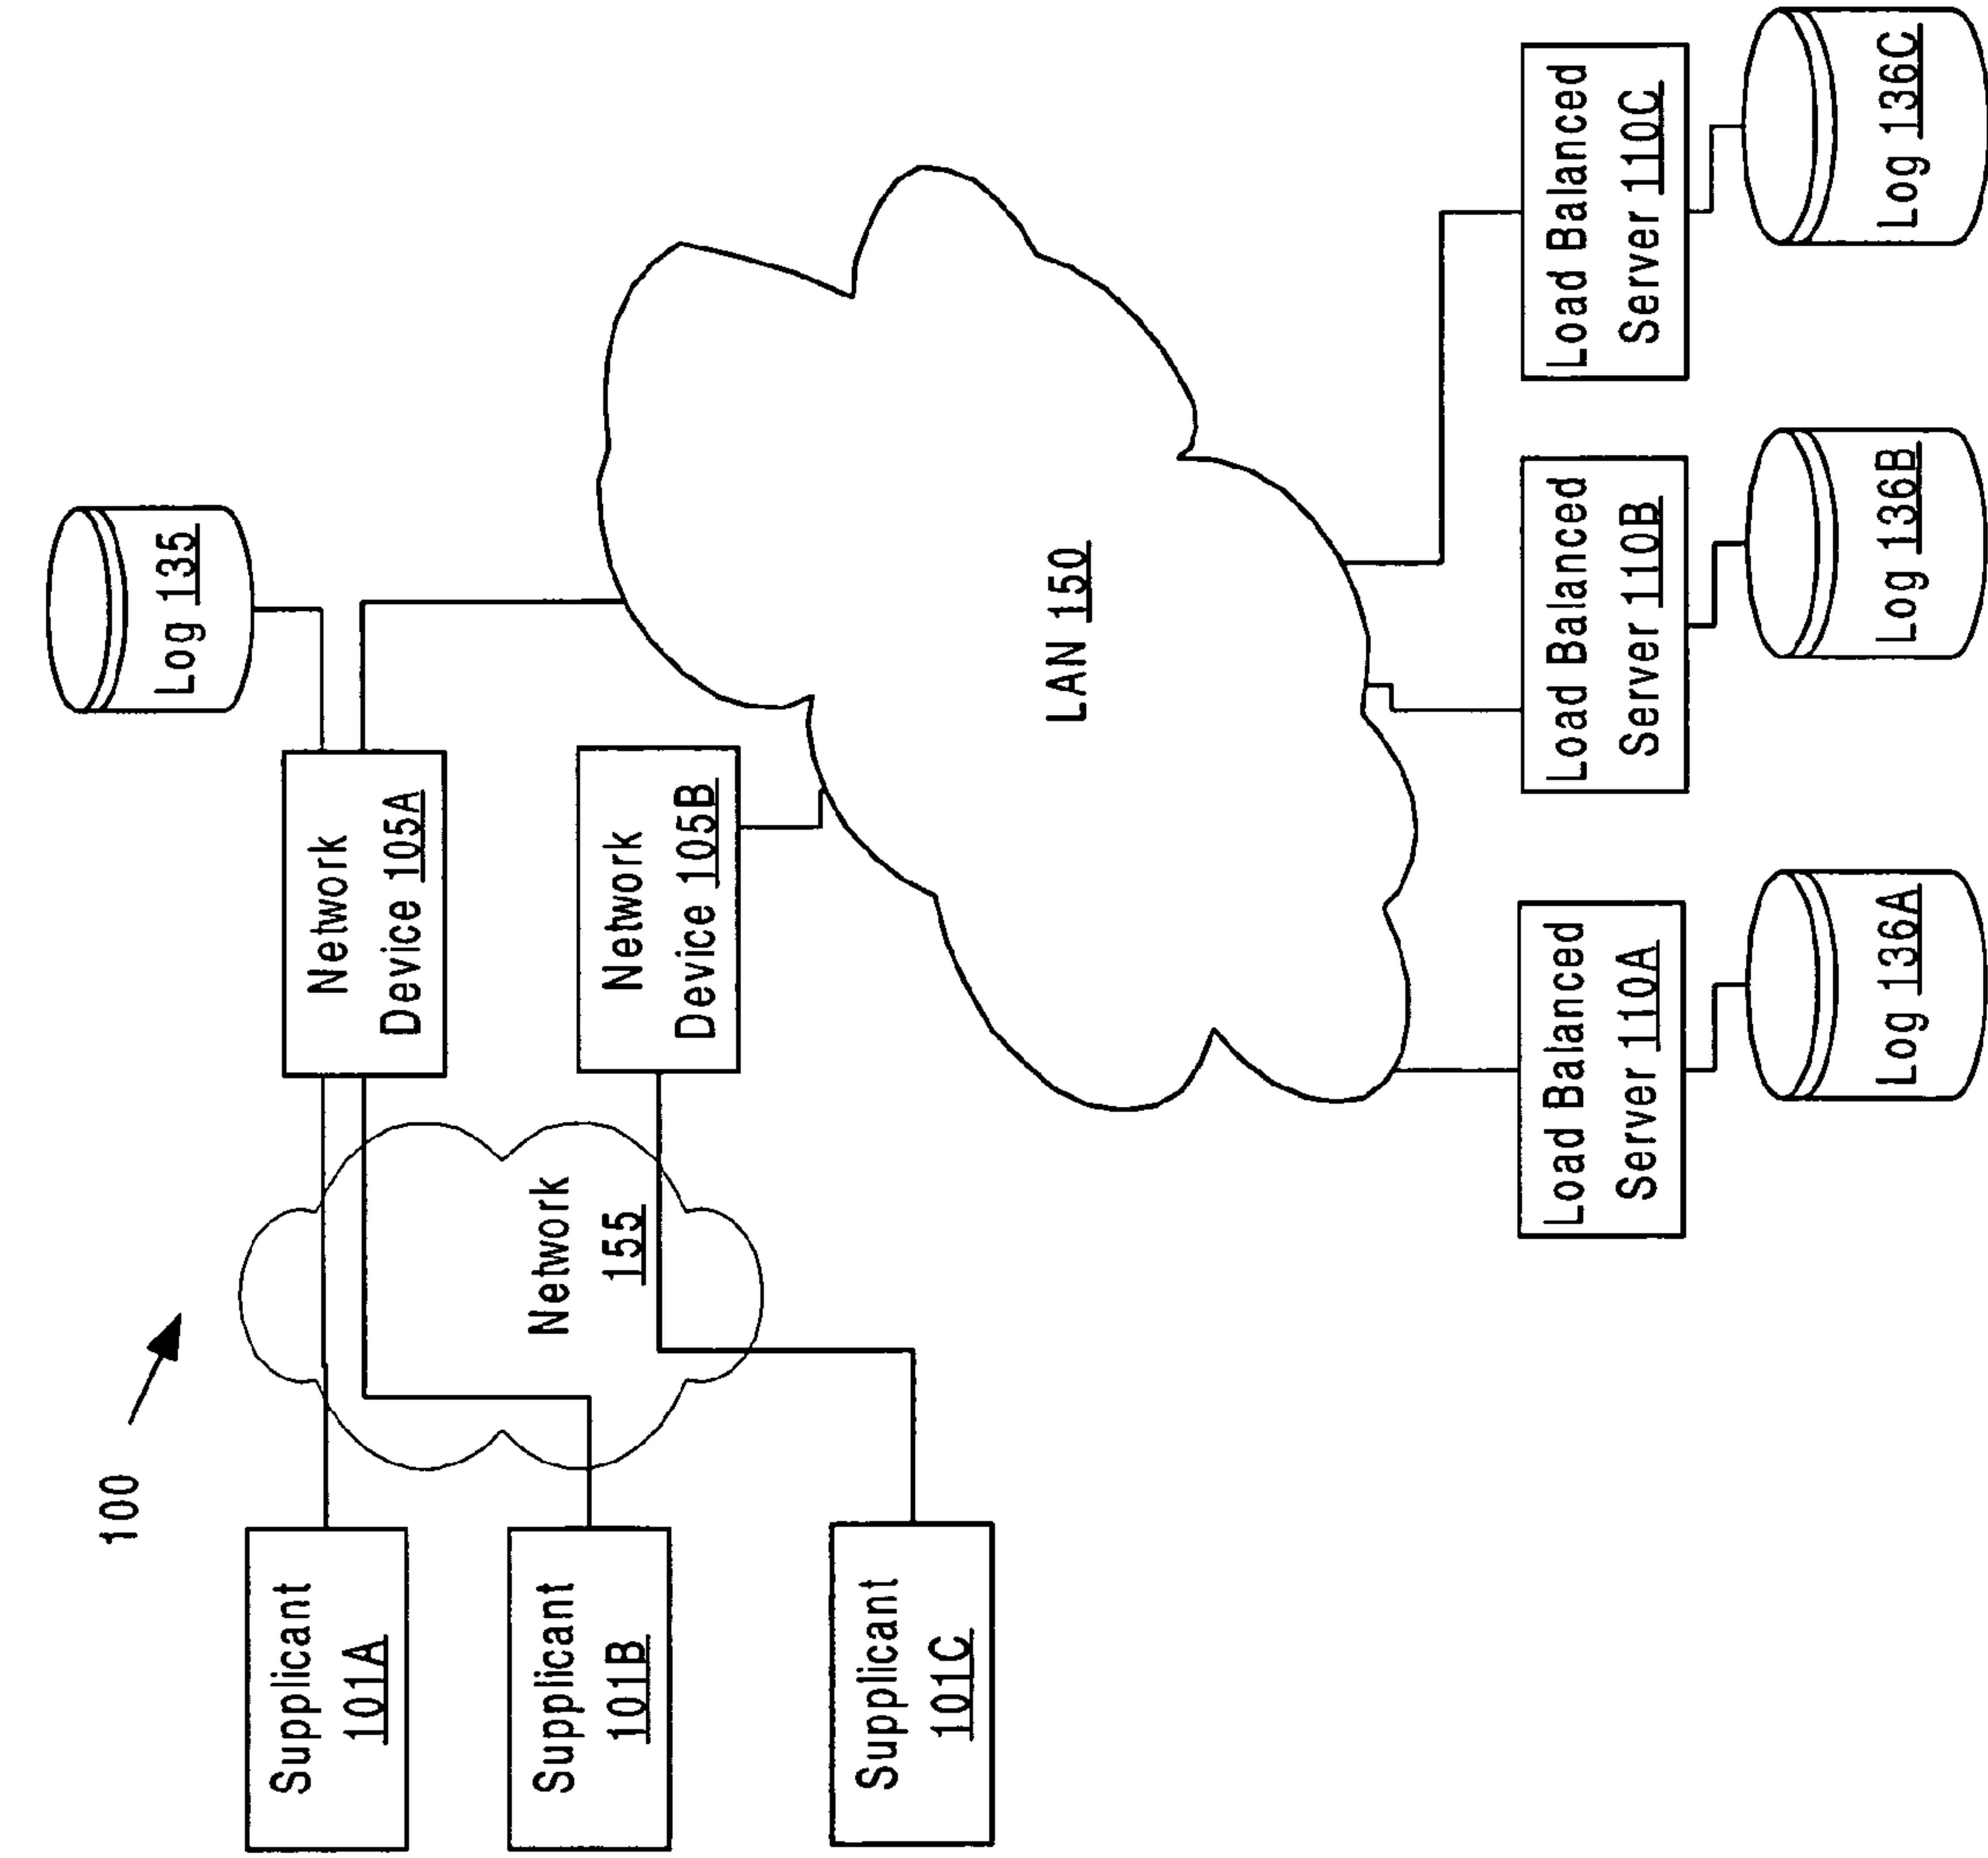 100
Supplicant
101A
Supplicant
101B
Supplicant
101C
Network
155
Network
Device 105A
Network
Device 105B
Log 135
LAN 150
Load Balanced
Server 110A
Log 136A
Load Balanced
Server 110B
Log 136B
Load Balanced
Server 110C
Log 136C